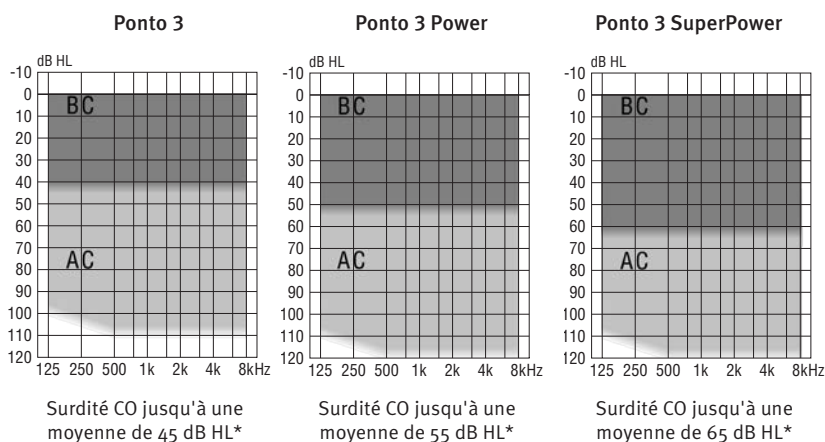 Ponto 3
dB HL
-10
0
10
20
30
40
50
60
70
80
90
100
110
120
BC
AC
125 250 500 1k 2k 4k 8kHz
Surdité CO jusqu'à une
moyenne de 45 dB HL*
Ponto 3 Power
dB HL
-10
0
10
20
30
40
50
60
70
80
90
100
110
120
BC
AC
125 250 500 1k 2k 4k 8kHz
Surdité CO jusqu'à une
moyenne de 55 dB HL*
Ponto 3 SuperPower
dB HL
-10
0
10
20
30
40
50
60
70
80
90
100
110
120
BC
AC
125 250 500 1k 2k 4k 8kHz
Surdité CO jusqu'à une
moyenne de 65 dB HL*